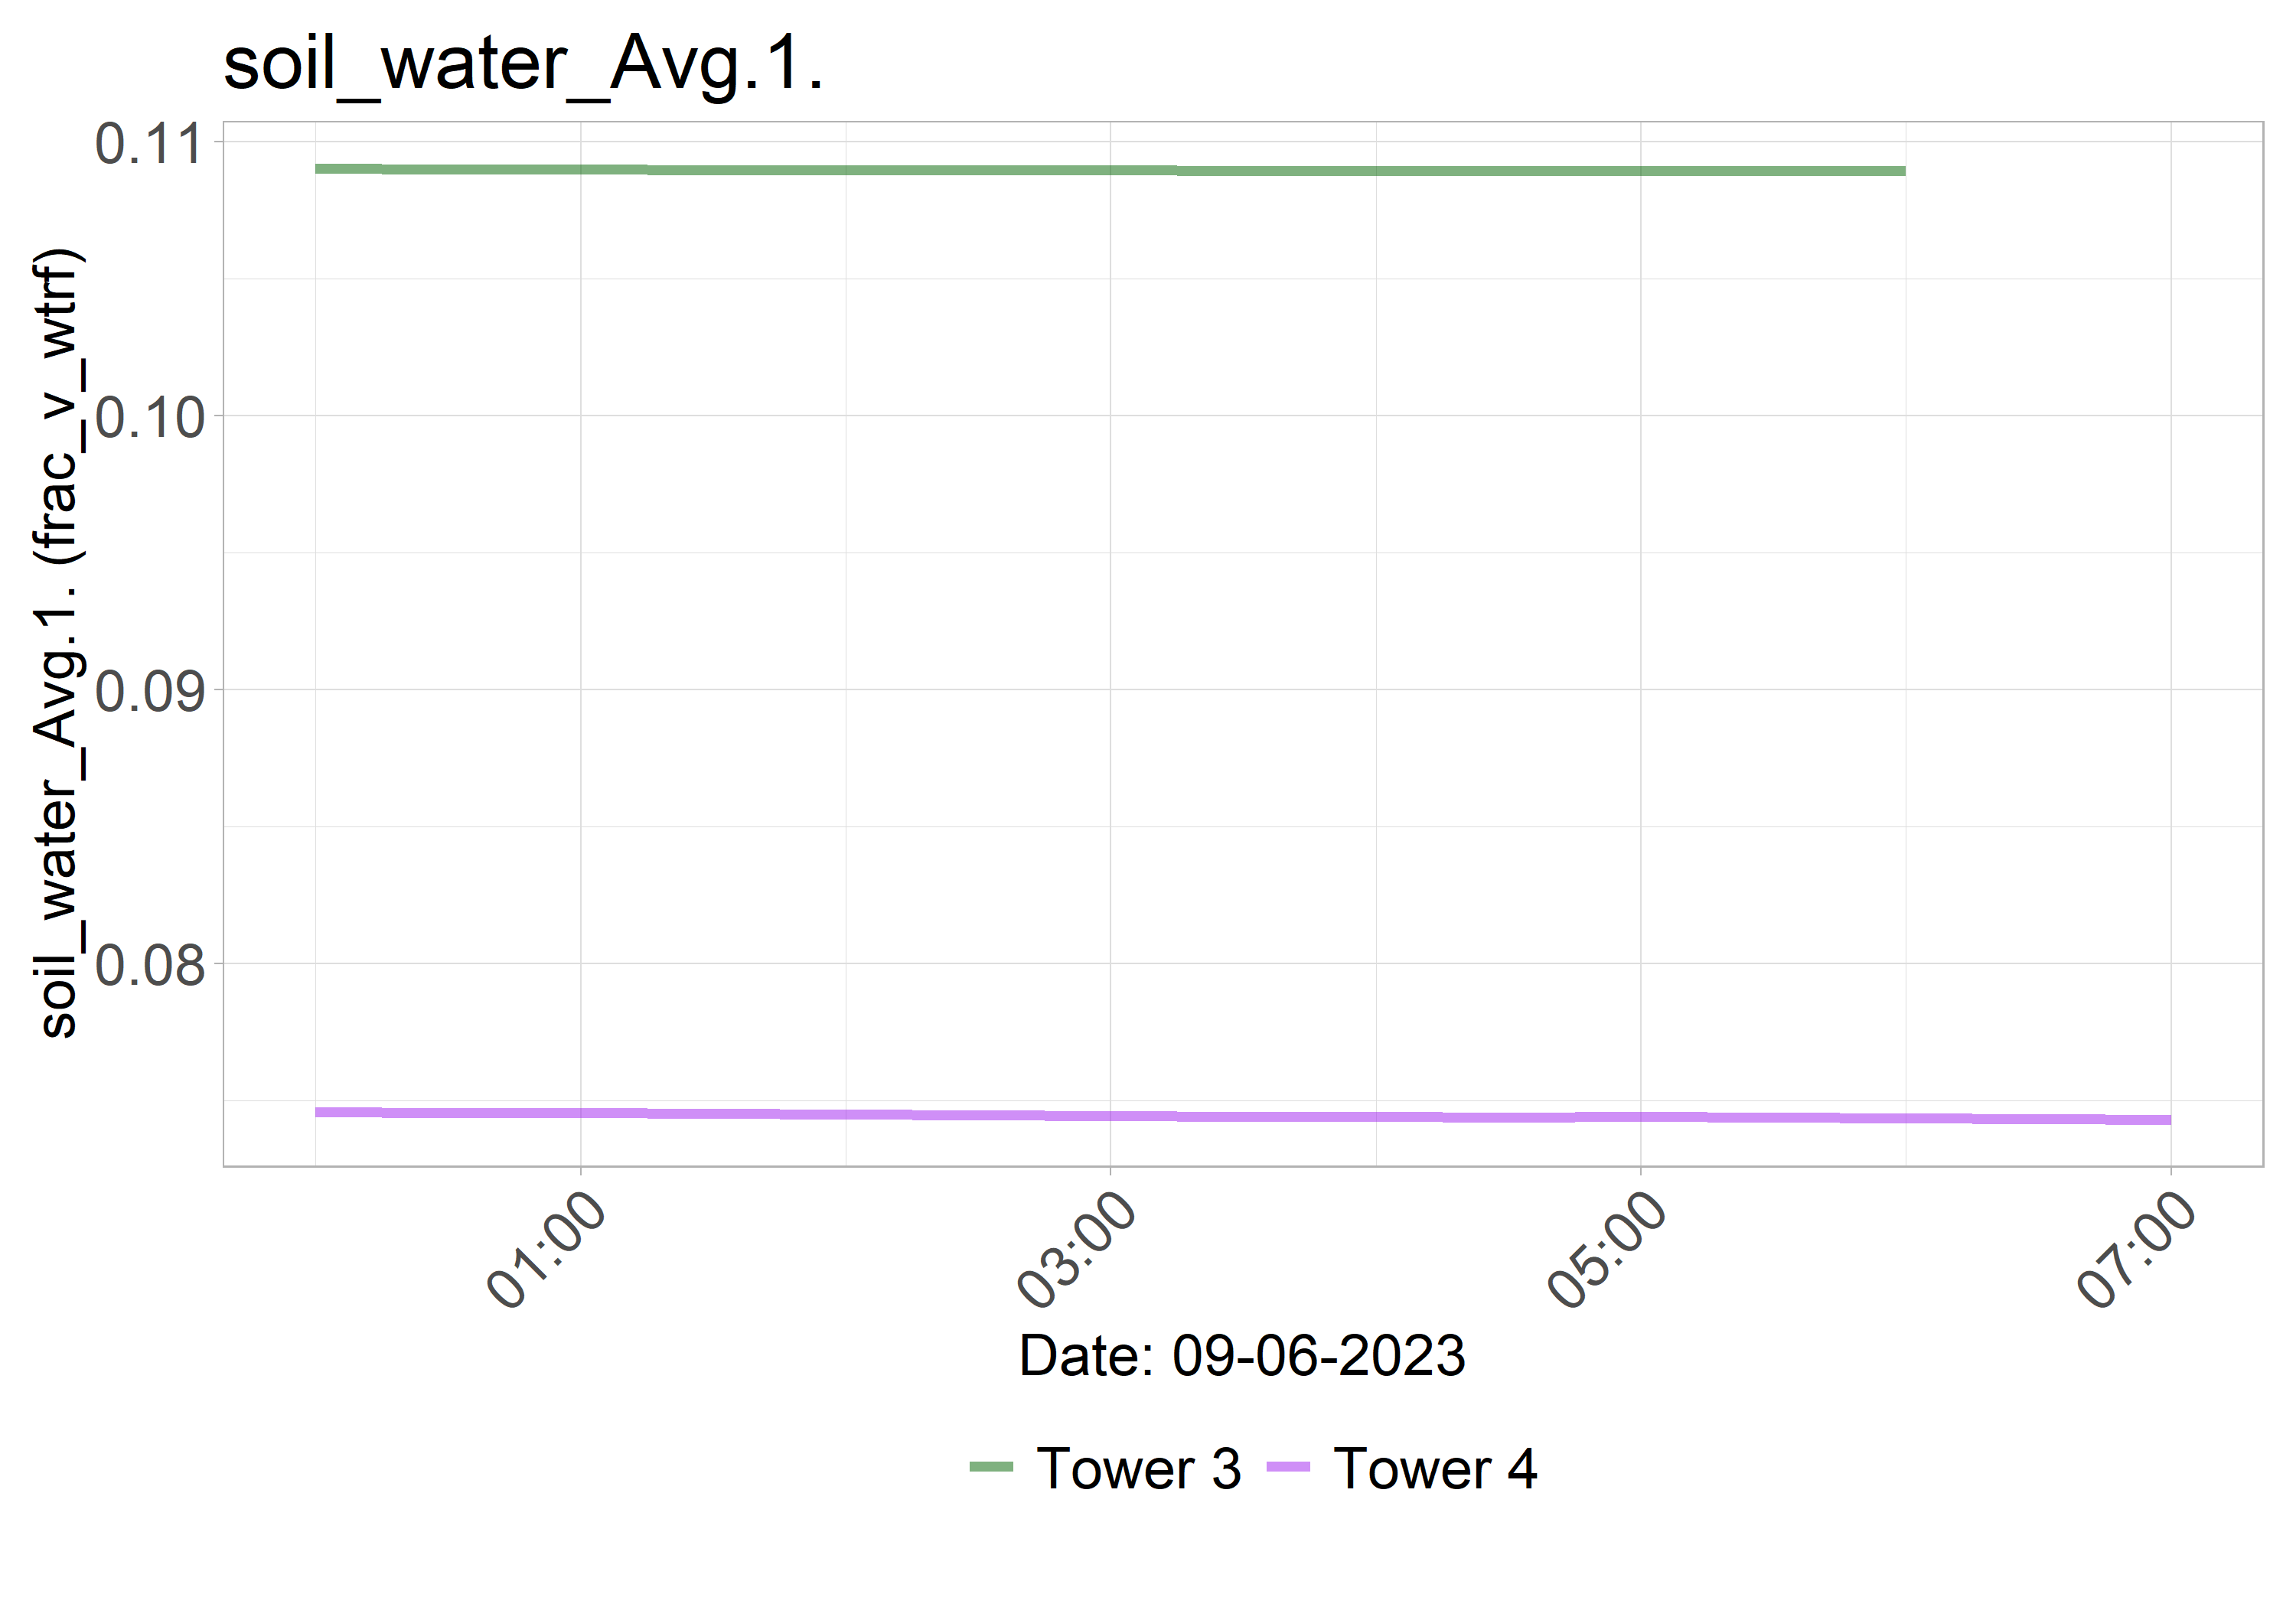 soil_water_Avg.1.
soil_water_Avg.1. (frac_v_wtrf)
0.11
0.10
0.09
0.08
01:00
03:00
05:00
07:00
Date: 09-06-2023
Tower 3
Tower 4